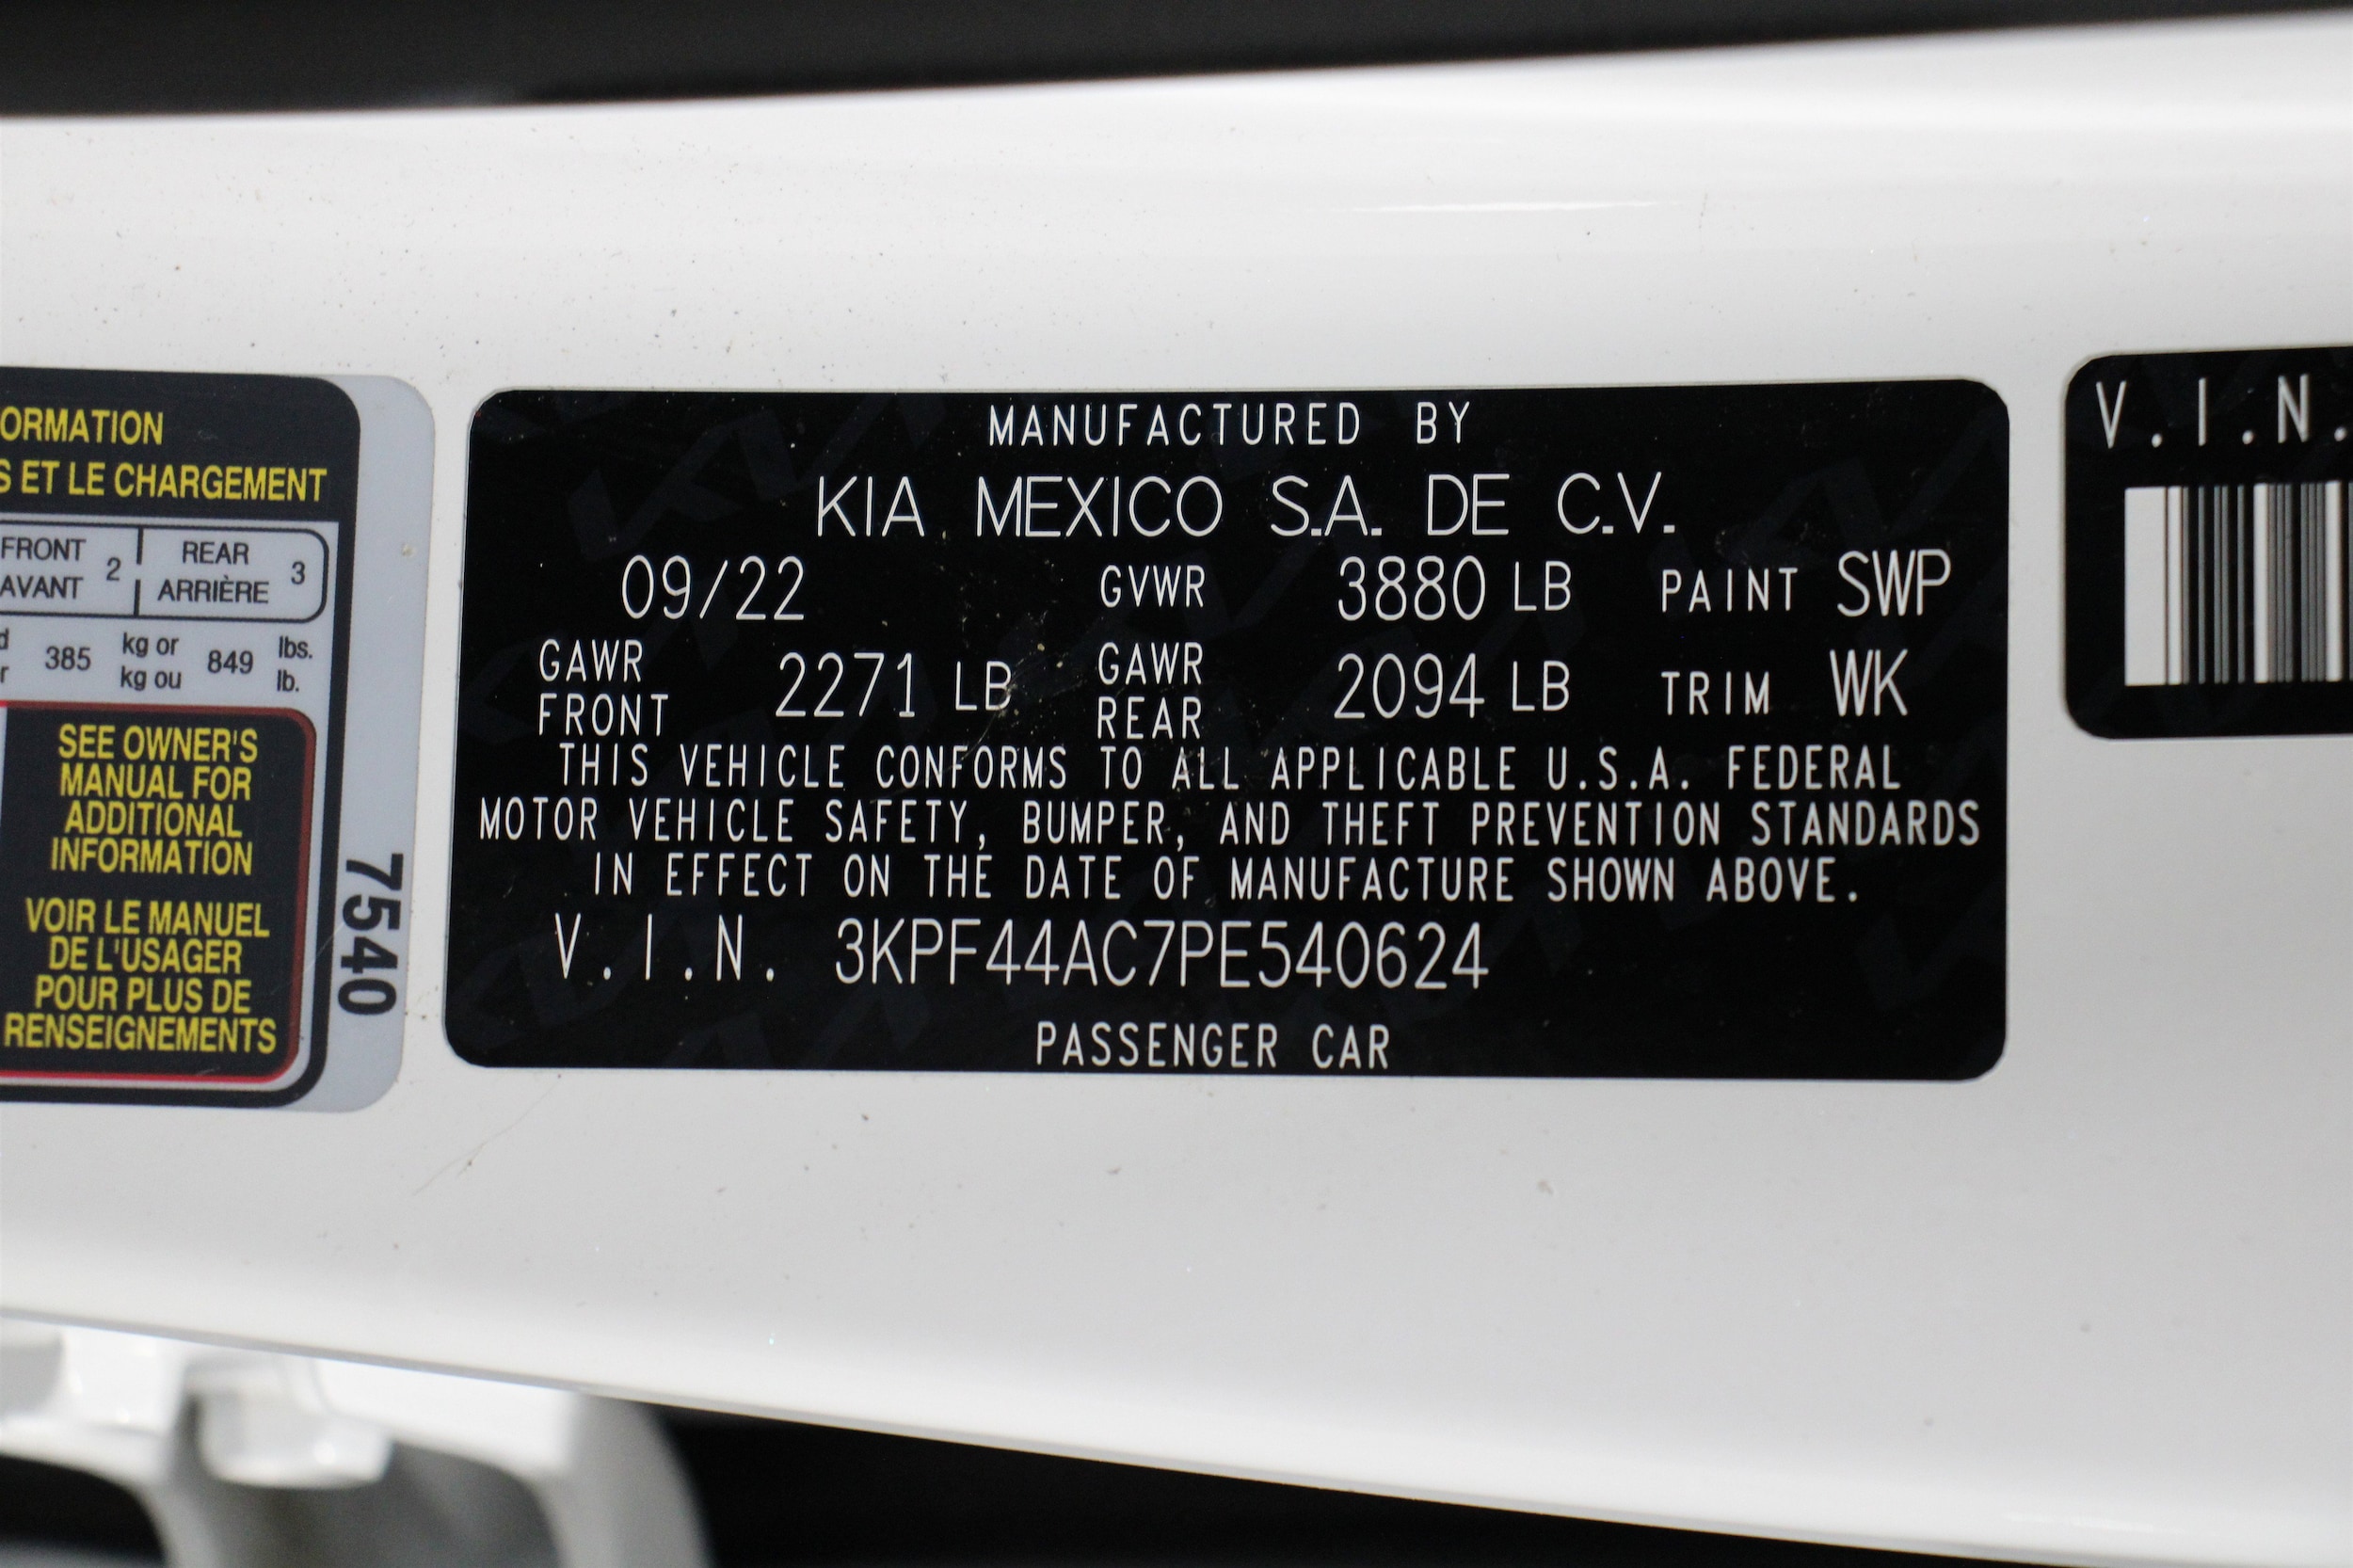 ORMATION
S ET LE CHARGEMENT
FRONT 2 REAR 3
AVANT ARRIÈRE
385 kg or 849 lbs.
kg ou lb.
SEE OWNER'S
MANUAL FOR
ADDITIONAL
INFORMATION
VOIR LE MANUEL
DE L'USAGER
POUR PLUS DE
RENSEIGNEMENTS
7540
MANUFACTURED BY
KIA MEXICO S.A. DE C.V.
09/22 GVWR 3880 LB PAINT SWP
GAWR FRONT 2271 LB GAWR REAR 2094 LB TRIM WK
THIS VEHICLE CONFORMS TO ALL APPLICABLE U.S.A. FEDERAL
MOTOR VEHICLE SAFETY, BUMPER, AND THEFT PREVENTION STANDARDS
IN EFFECT ON THE DATE OF MANUFACTURE SHOWN ABOVE.
V.I.N. 3KPF44AC7PE540624
PASSENGER CAR
V.I.N.